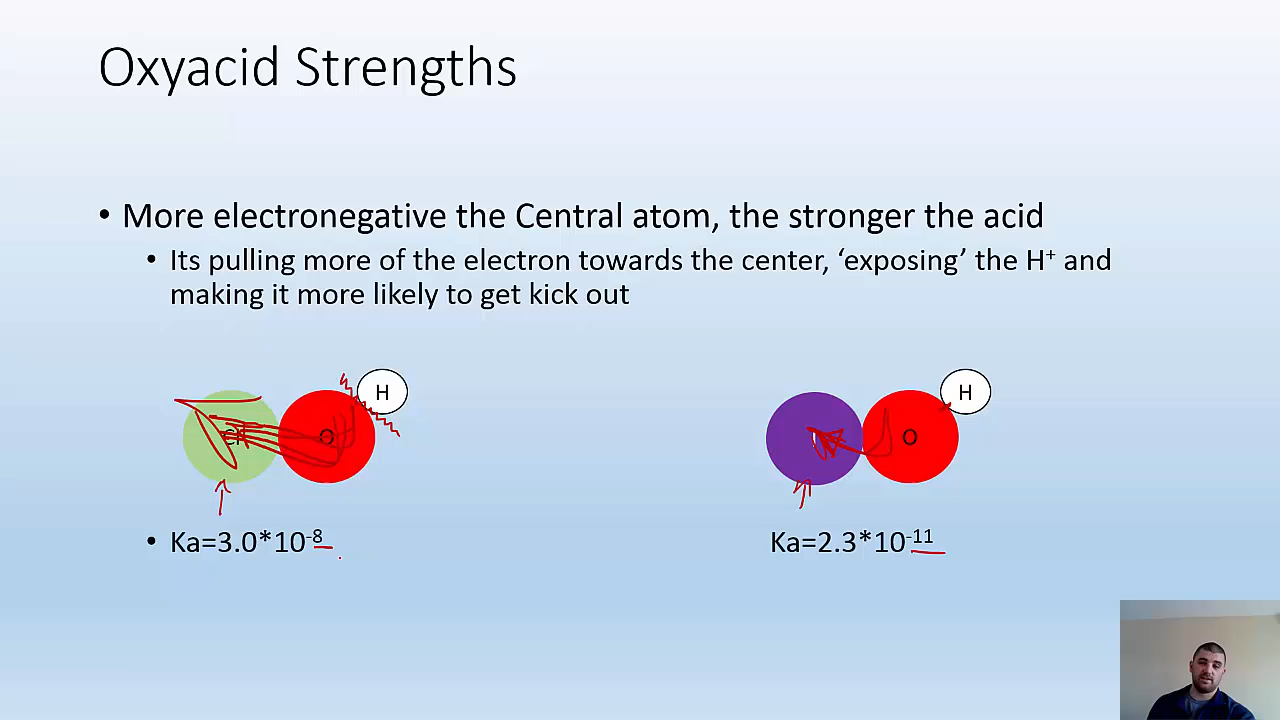 Oxyacid Strengths
• More electronegative the Central atom, the stronger the acid
• Its pulling more of the electron towards the center, ‘exposing’ the H⁺ and
making it more likely to get kick out
H H
Cl O O
• Ka=3.0*10⁻⁸ Ka=2.3*10⁻¹¹